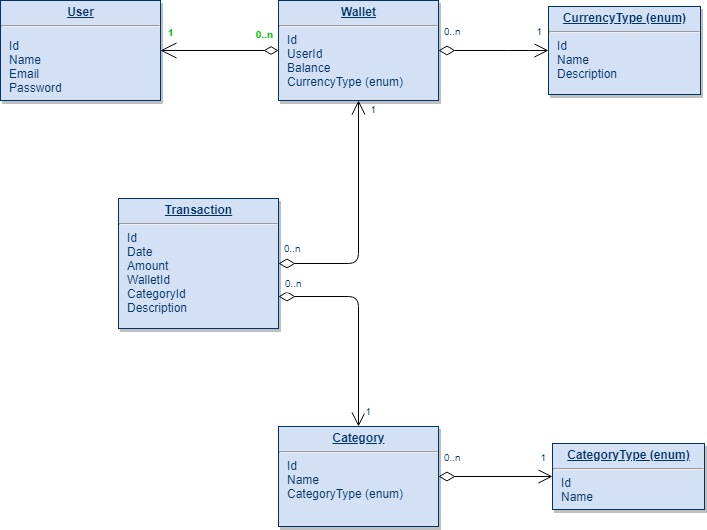 User
Id
Name
Email
Password
1
0..n
Wallet
Id
UserId
Balance
CurrencyType (enum)
0..n
1
CurrencyType (enum)
Id
Name
Description
1
Transaction
Id
Date
Amount
WalletId
CategoryId
Description
0..n
0..n
1
Category
Id
Name
CategoryType (enum)
0..n
1
CategoryType (enum)
Id
Name